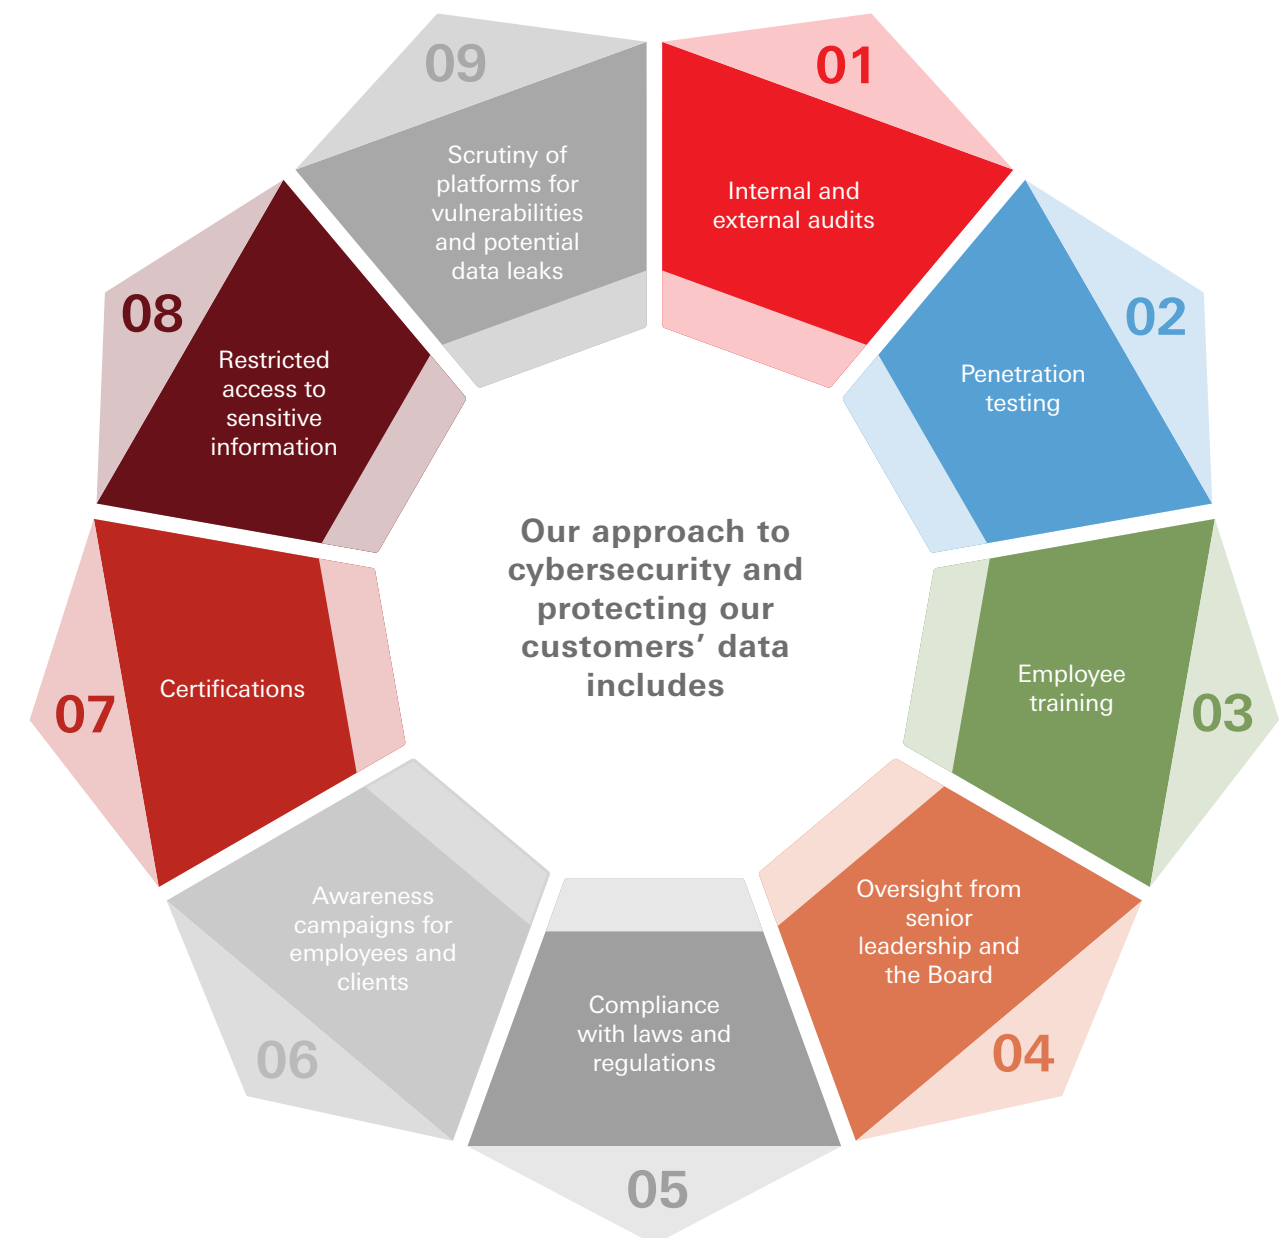 Our approach to
cybersecurity and
protecting our
customers’ data
includes
01
Internal and
external audits
02
Penetration
testing
03
Employee
training
04
Oversight from
senior
leadership and
the Board
05
Compliance
with laws and
regulations
06
Awareness
campaigns for
employees and
clients
07
Certifications
08
Restricted
access to
sensitive
information
09
Scrutiny of
platforms for
vulnerabilities
and potential
data leaks